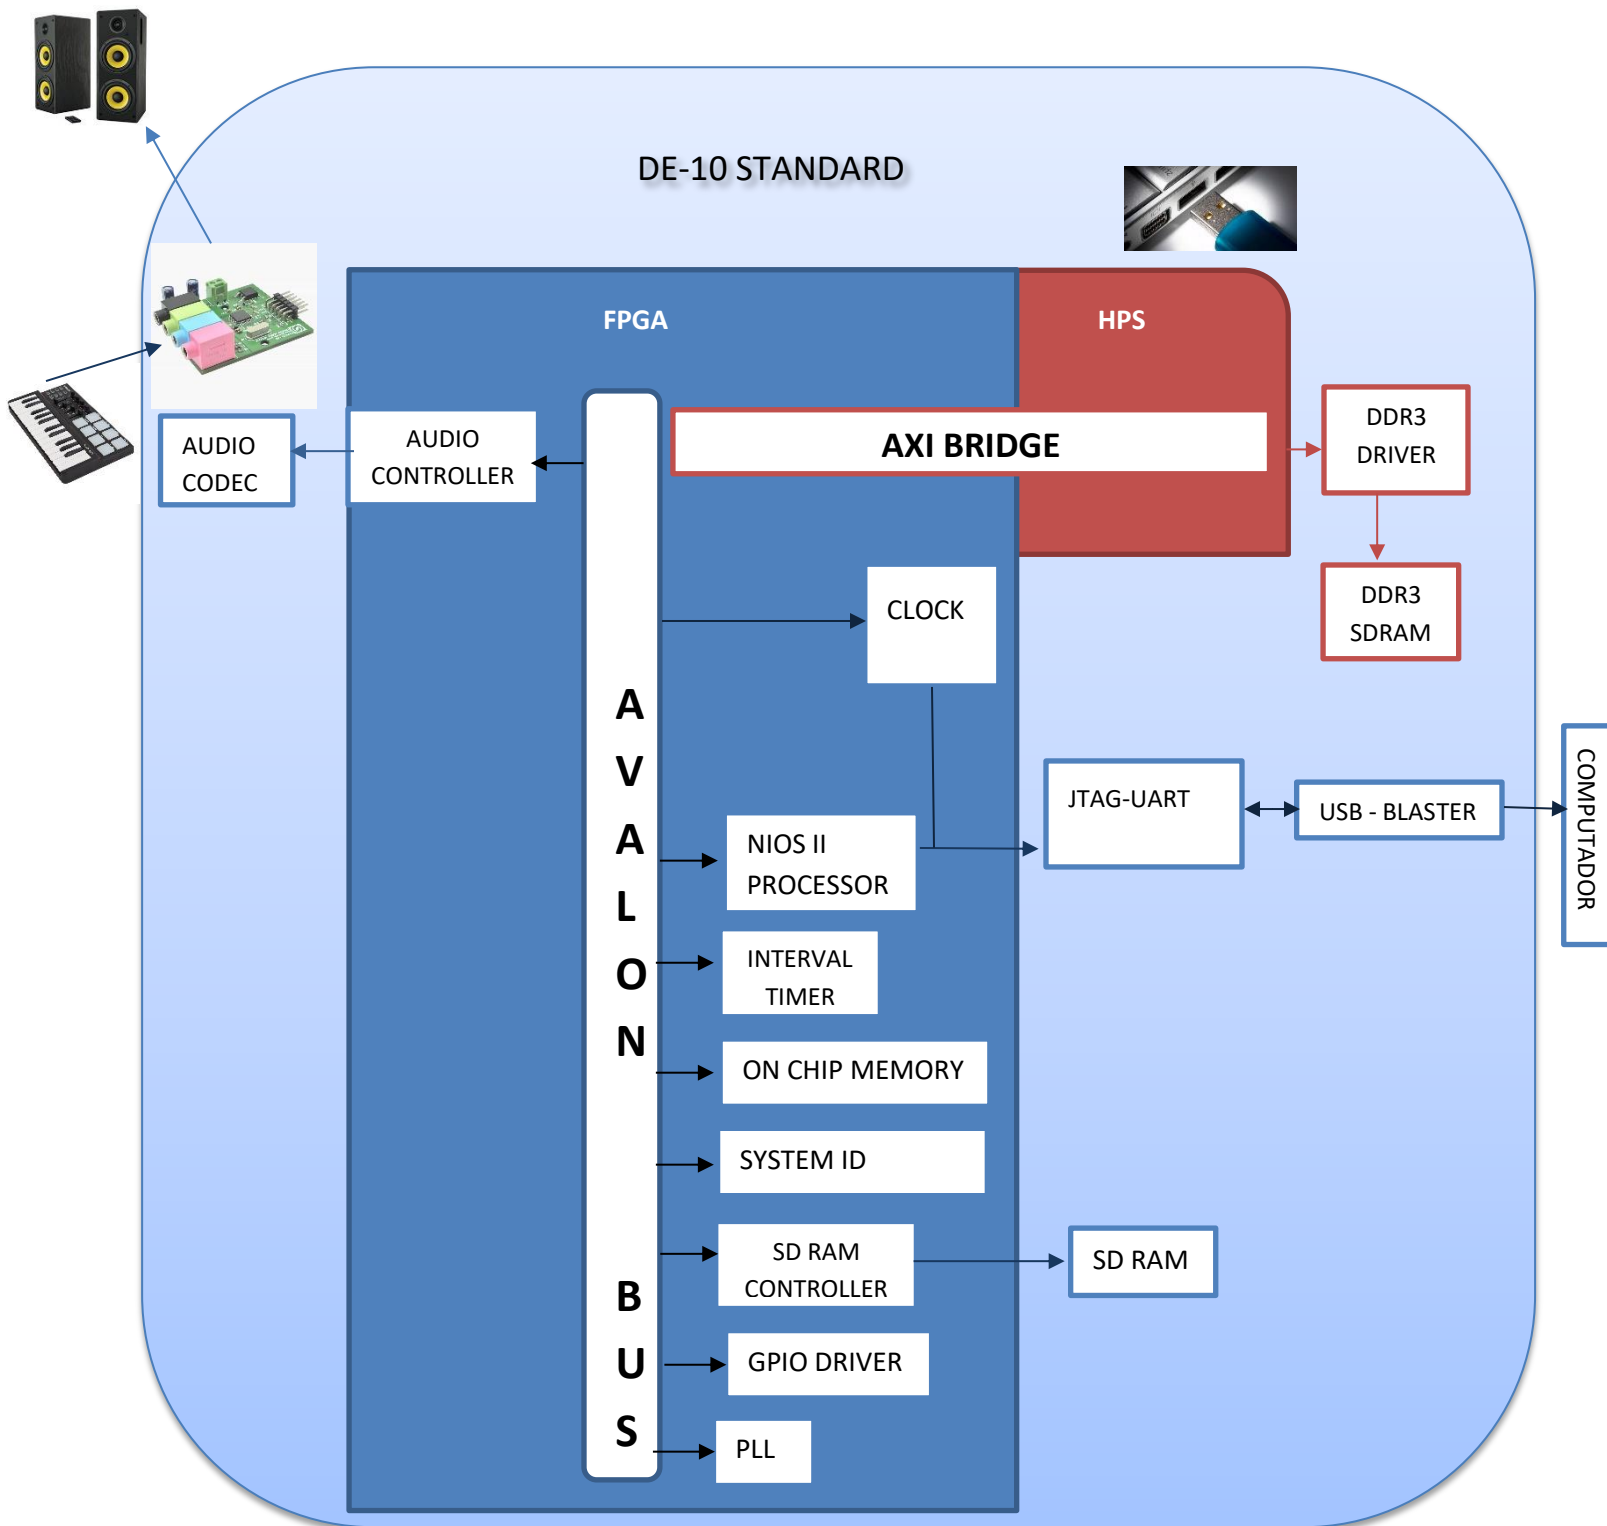 DE-10 STANDARD
FPGA
HPS
AUDIO
CODEC
AUDIO
CONTROLLER
AXI BRIDGE
DDR3
DRIVER
DDR3
SDRAM
CLOCK
A
V
A
L
O
N
B
U
S
JTAG-UART
USB - BLASTER
COMPUTADOR
NIOS II
PROCESSOR
INTERVAL
TIMER
ON CHIP MEMORY
SYSTEM ID
SD RAM
CONTROLLER
SD RAM
GPIO DRIVER
PLL